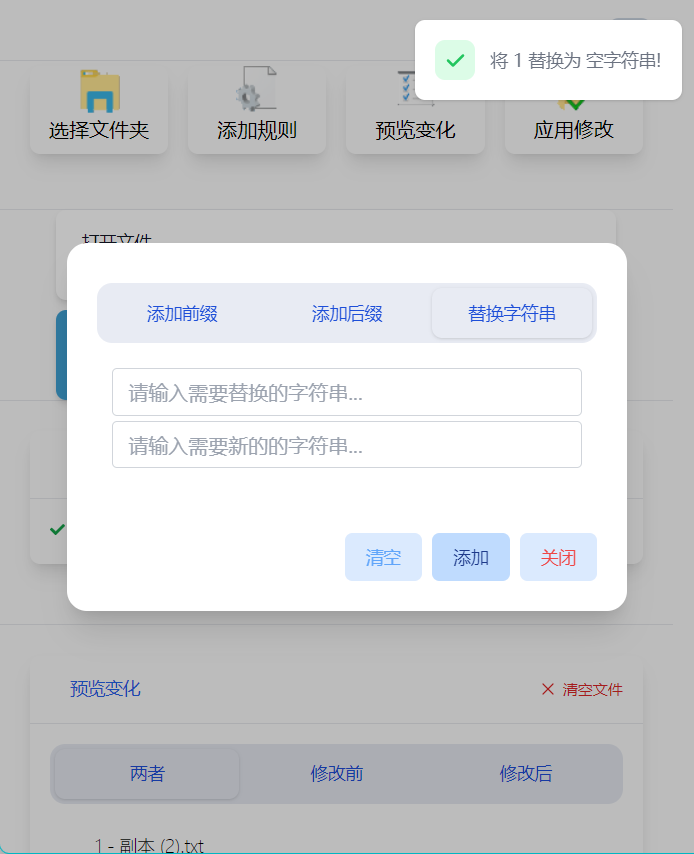 将 1 替换为 空字符串!
选择文件夹
添加规则
预览变化
应用修改
打开文件
添加前缀
添加后缀
替换字符串
请输入需要替换的字符串...
请输入需要新的的字符串...
清空
添加
关闭
预览变化
清空文件
两者
修改前
修改后
1 - 副本 (2).txt